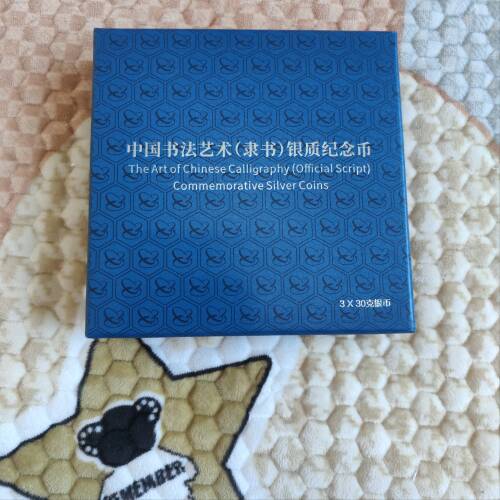 中国书法艺术(隶书)银质纪念币
The Art of Chinese Calligraphy (Official Script)
Commemorative Silver Coins
3 X 30克银币
REMEMBER